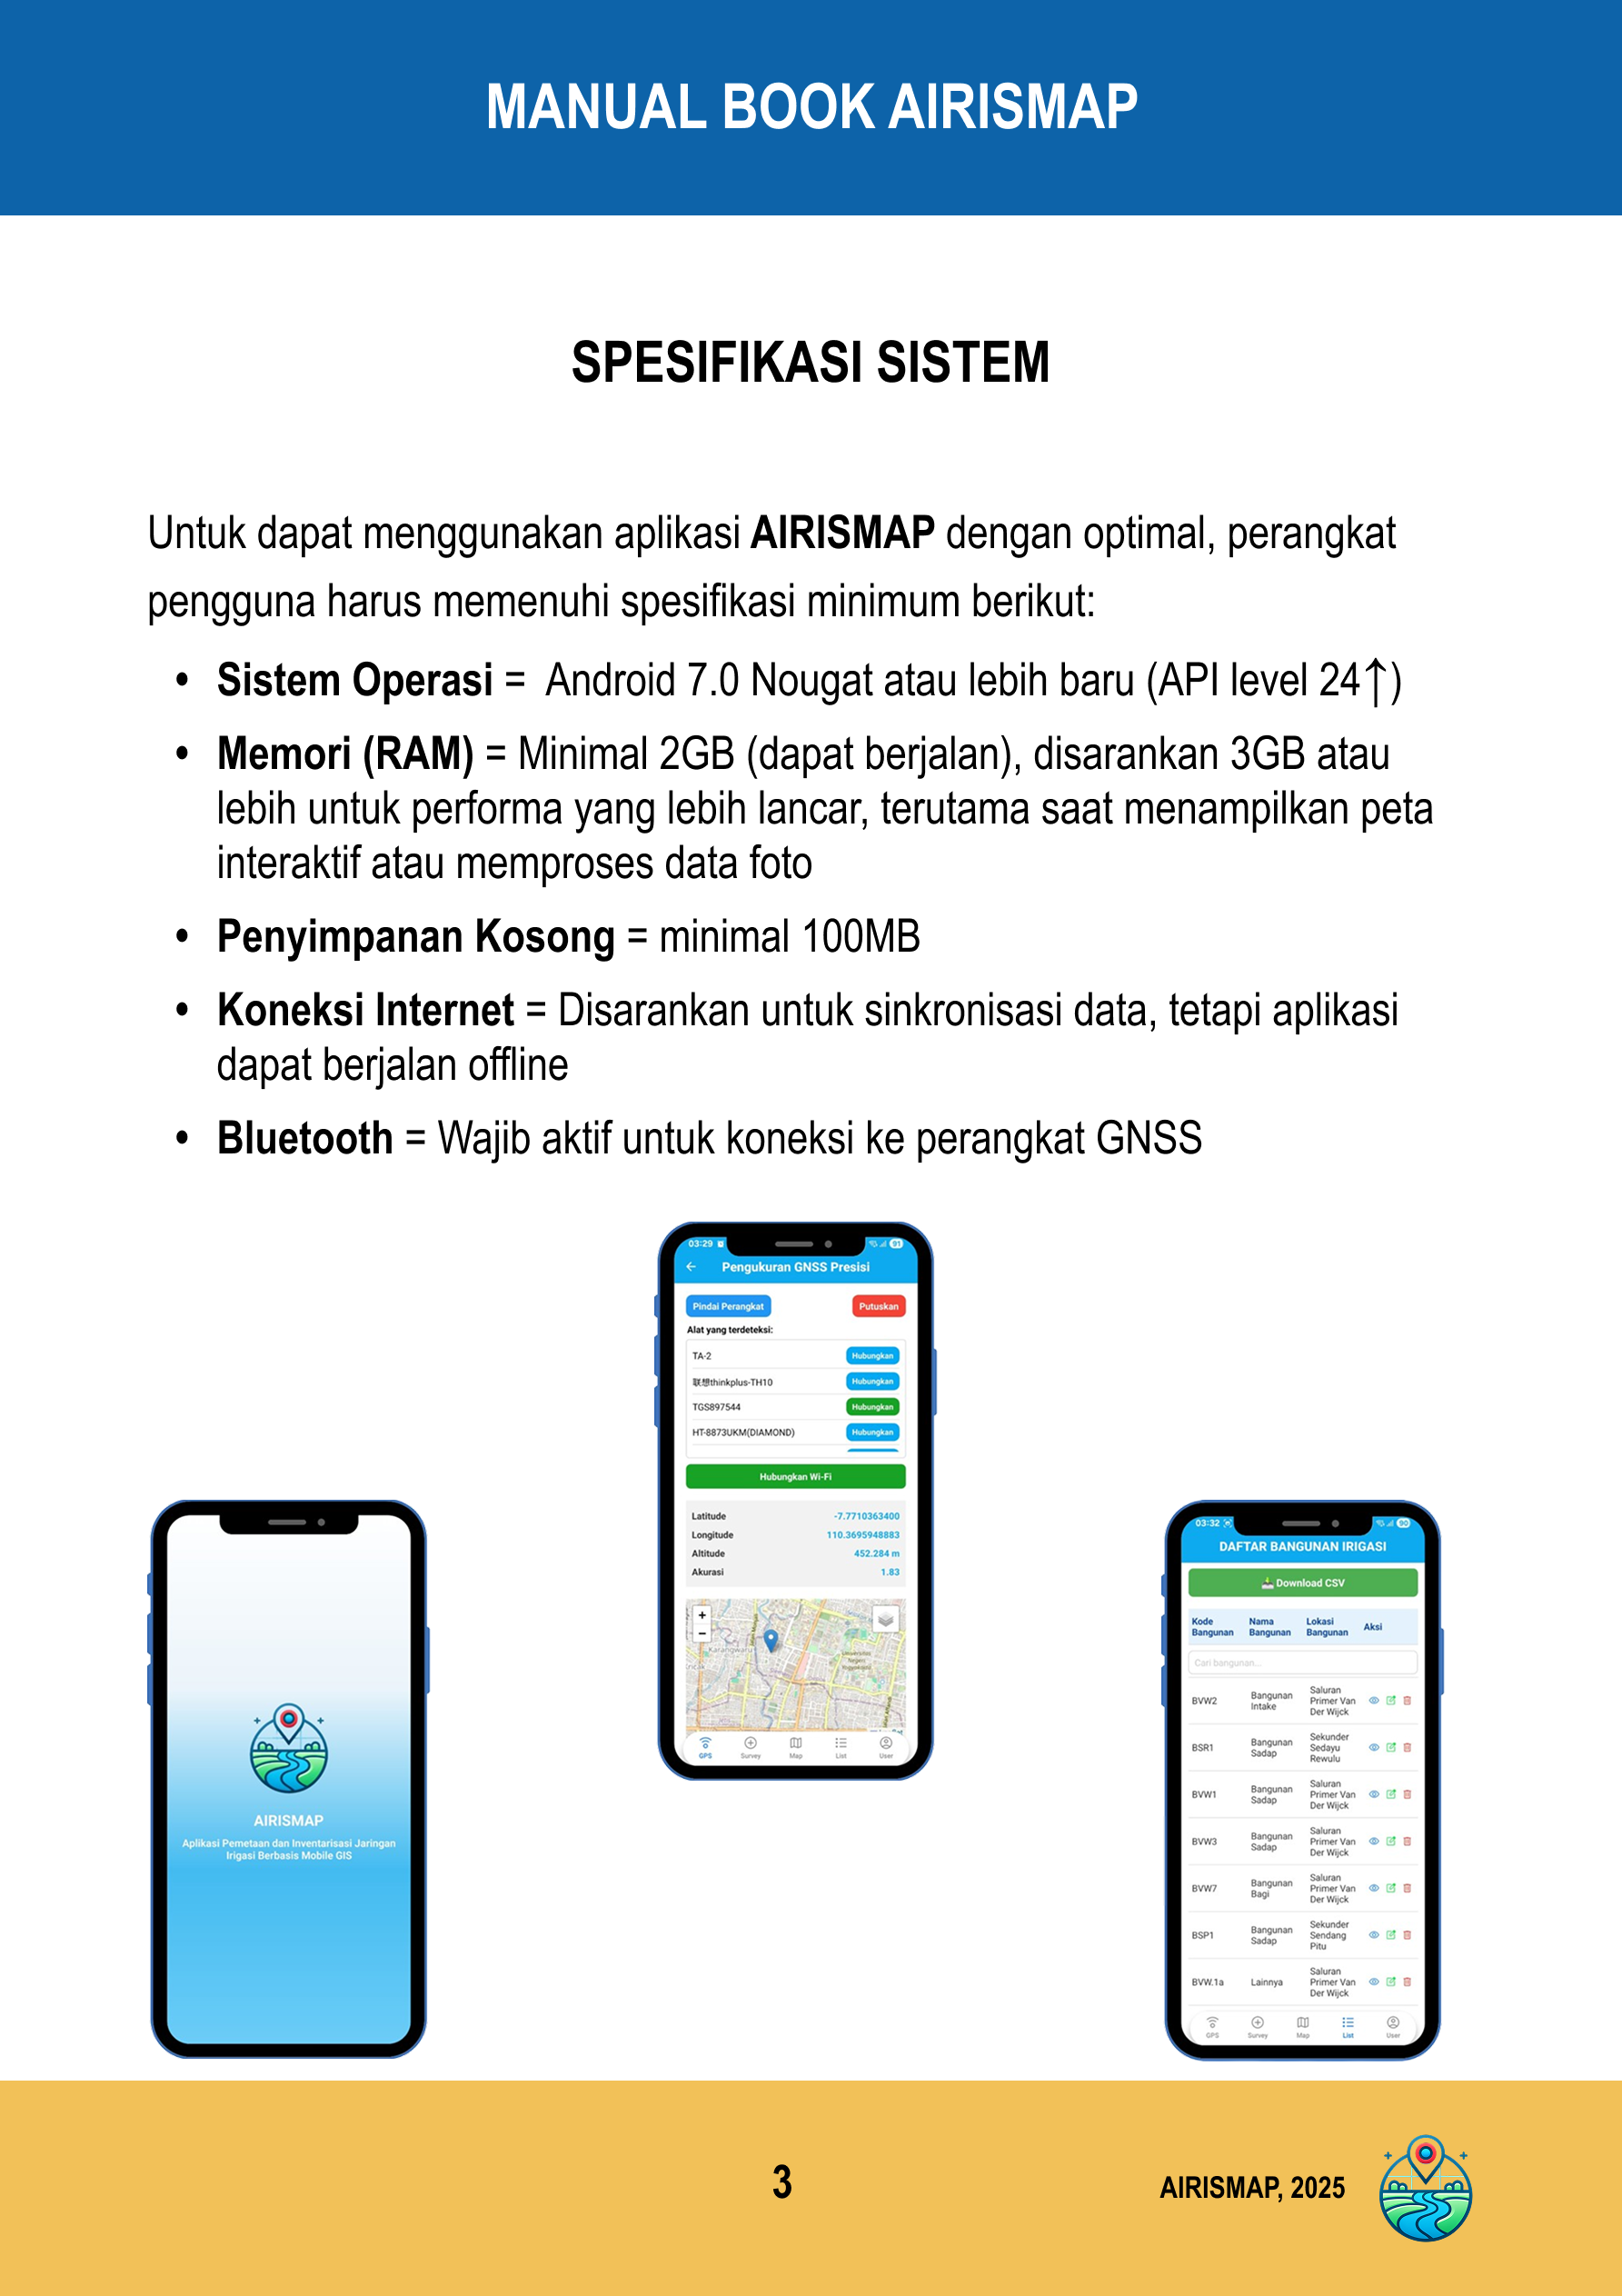 MANUAL BOOK AIRISMAP
SPESIFIKASI SISTEM
Untuk dapat menggunakan aplikasi AIRISMAP dengan optimal, perangkat
pengguna harus memenuhi spesifikasi minimum berikut:
• Sistem Operasi = Android 7.0 Nougat atau lebih baru (API level 24↑)
• Memori (RAM) = Minimal 2GB (dapat berjalan), disarankan 3GB atau
lebih untuk performa yang lebih lancar, terutama saat menampilkan peta
interaktif atau memproses data foto
• Penyimpanan Kosong = minimal 100MB
• Koneksi Internet = Disarankan untuk sinkronisasi data, tetapi aplikasi
dapat berjalan offline
• Bluetooth = Wajib aktif untuk koneksi ke perangkat GNSS
AIRISMAP
Aplikasi Pemetaan dan Inventarisasi Jaringan
Irigasi Berbasis Mobile GIS
03:29 91
Pengukuran GNSS Presisi
Pindai Perangkat Putuskan
Alat yang terdeteksi:
TA-2 Hubungkan
联想thinkplus-TH10 Hubungkan
TGS897544 Hubungkan
HT-8873UKM(DIAMOND) Hubungkan
Hubungkan Wi-Fi
Latitude -7.7710363400
Longitude 110.3695948883
Altitude 452.284 m
Akurasi 1.83
+
−
Karangwaru
Universitas
Negeri
Yogyakarta
GPS Survey Map List User
03:32 90
DAFTAR BANGUNAN IRIGASI
Download CSV
Kode Bangunan Nama Bangunan Lokasi Bangunan Aksi
Cari bangunan...
BVW2 Bangunan Intake Saluran Primer Van Der Wijck
BSR1 Bangunan Sadap Sekunder Sedayu Rewulu
BVW1 Bangunan Sadap Saluran Primer Van Der Wijck
BVW3 Bangunan Sadap Saluran Primer Van Der Wijck
BVW7 Bangunan Bagi Saluran Primer Van Der Wijck
BSP1 Bangunan Sadap Sekunder Sendang Pitu
BVW.1a Lainnya Saluran Primer Van Der Wijck
GPS Survey Map List User
3
AIRISMAP, 2025